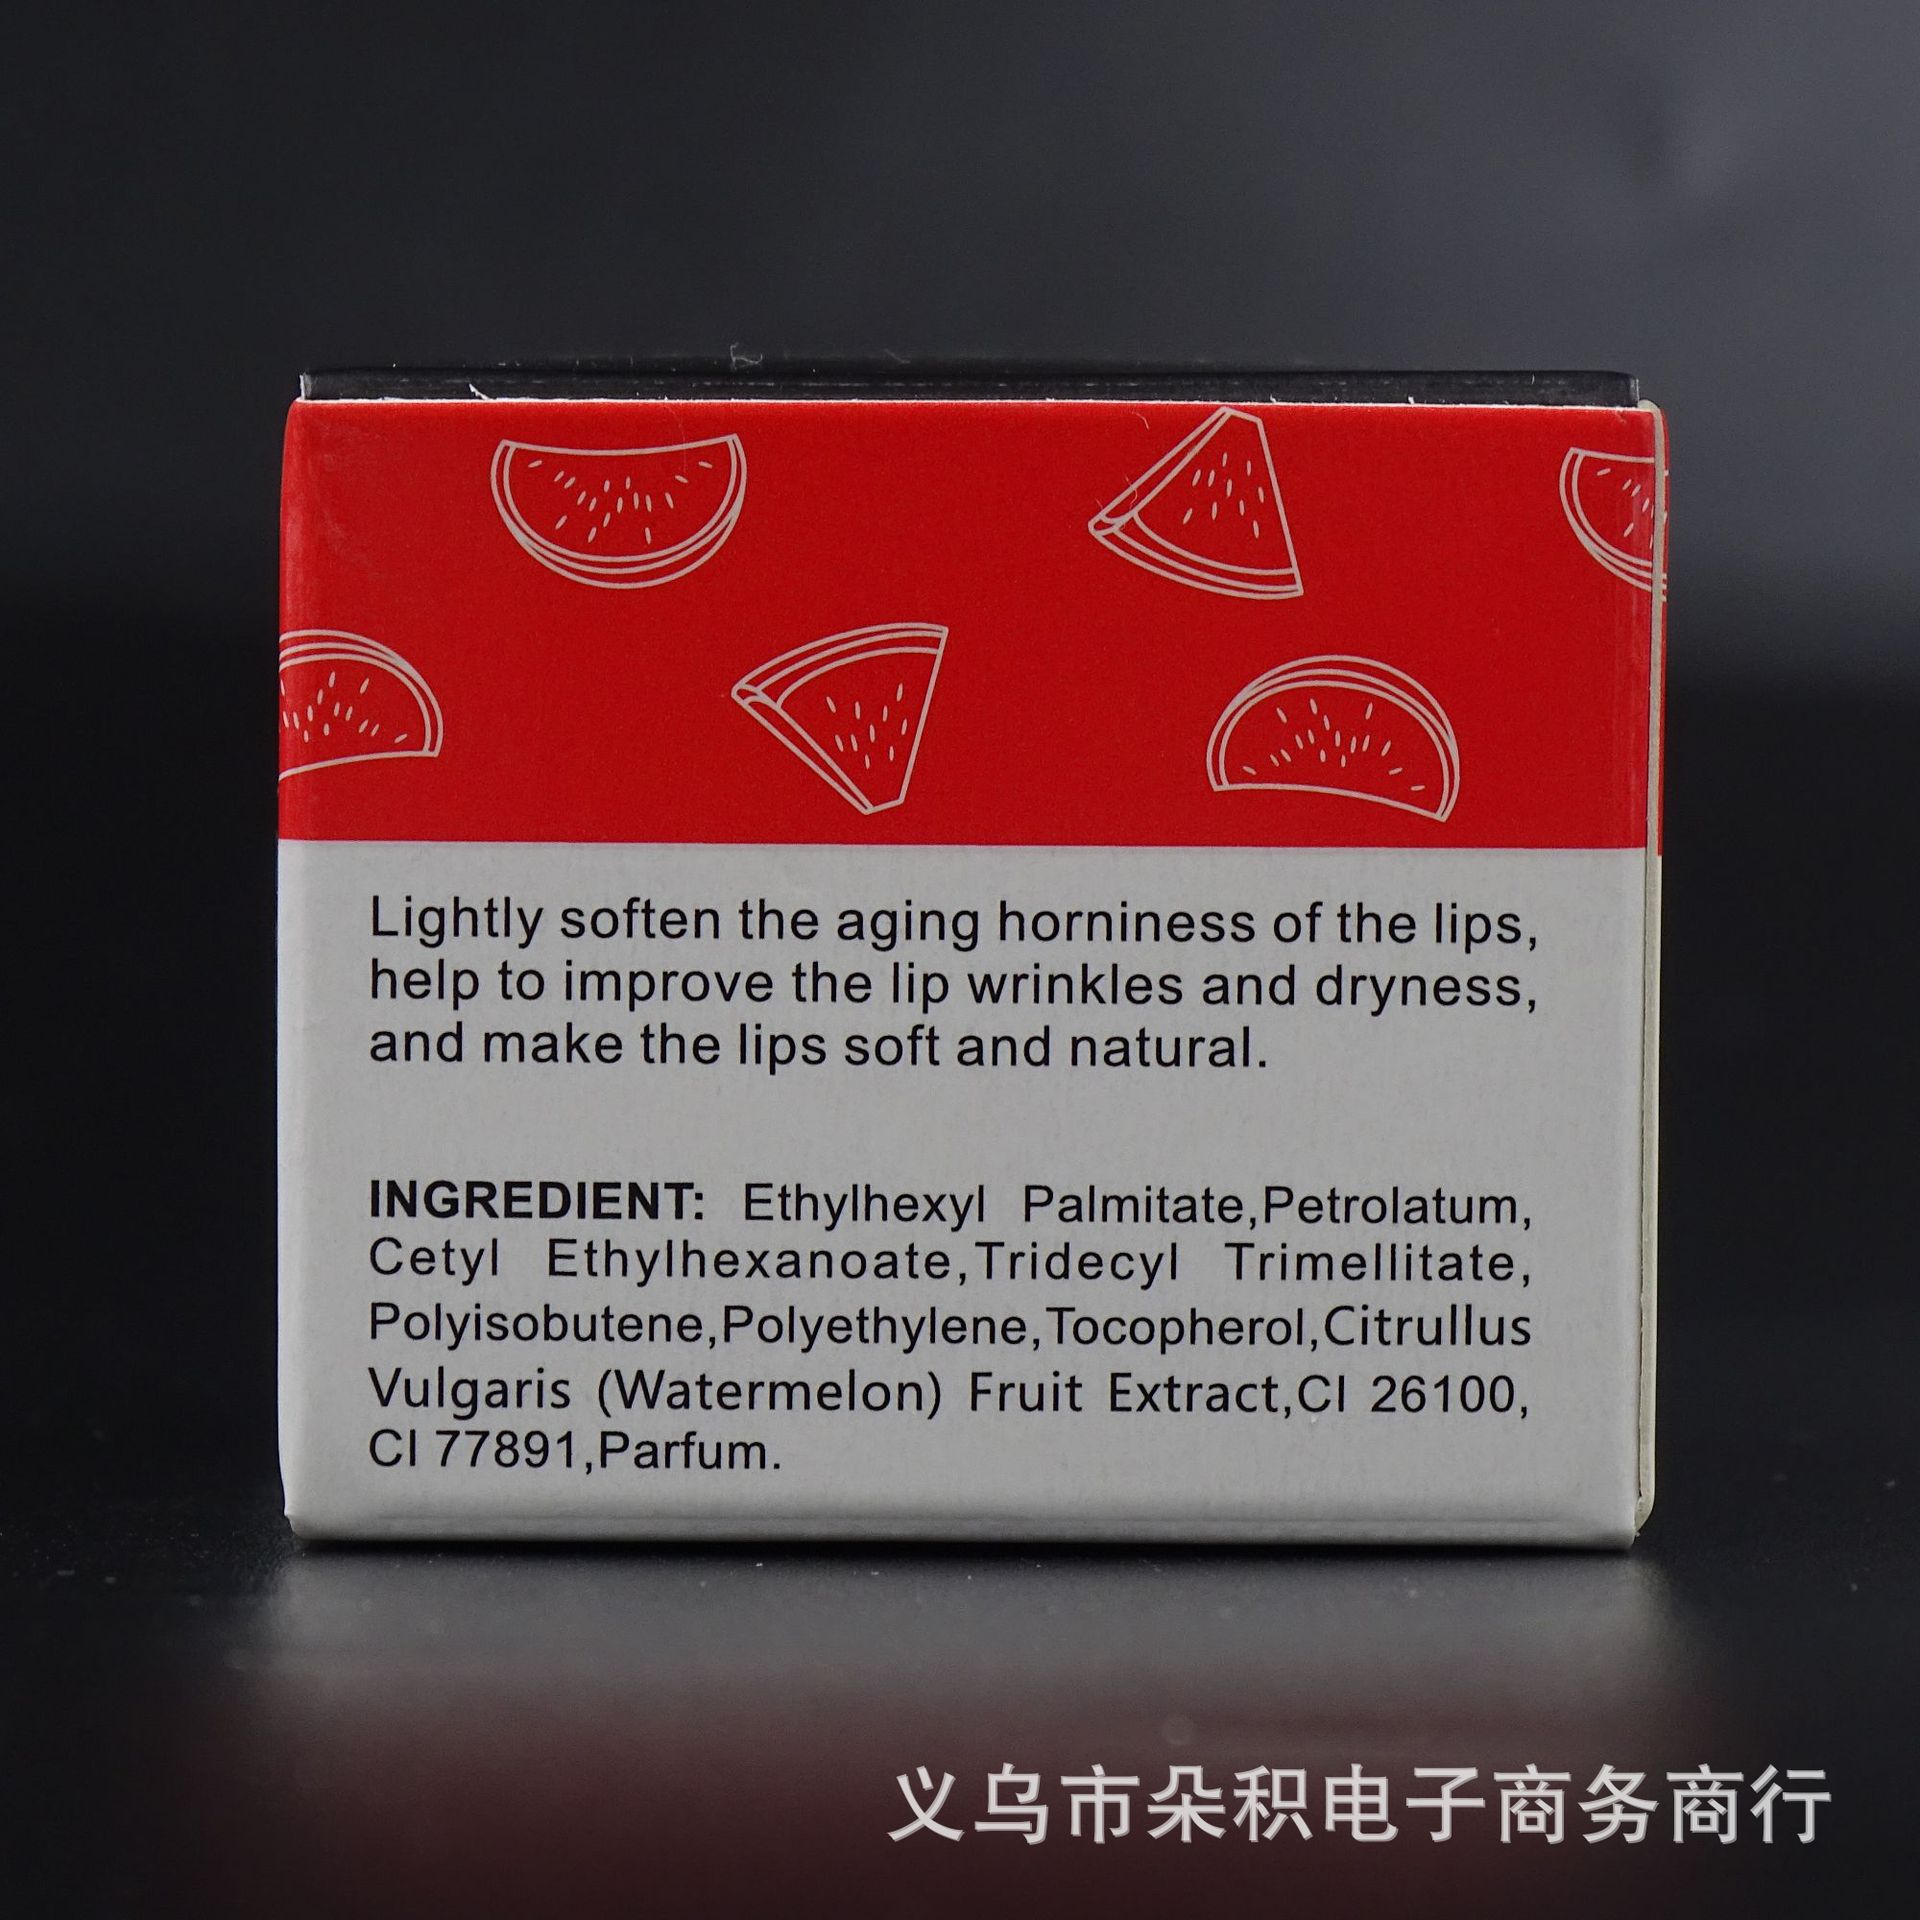 Lightly soften the aging horniness of the lips,
help to improve the lip wrinkles and dryness,
and make the lips soft and natural.
INGREDIENT: Ethylhexyl Palmitate,Petrolatum,
Cetyl Ethylhexanoate,Tridecyl Trimellitate,
Polyisobutene,Polyethylene,Tocopherol,Citrullus
Vulgaris (Watermelon) Fruit Extract,CI 26100,
CI 77891,Parfum.
义乌市朵积电子商务商行